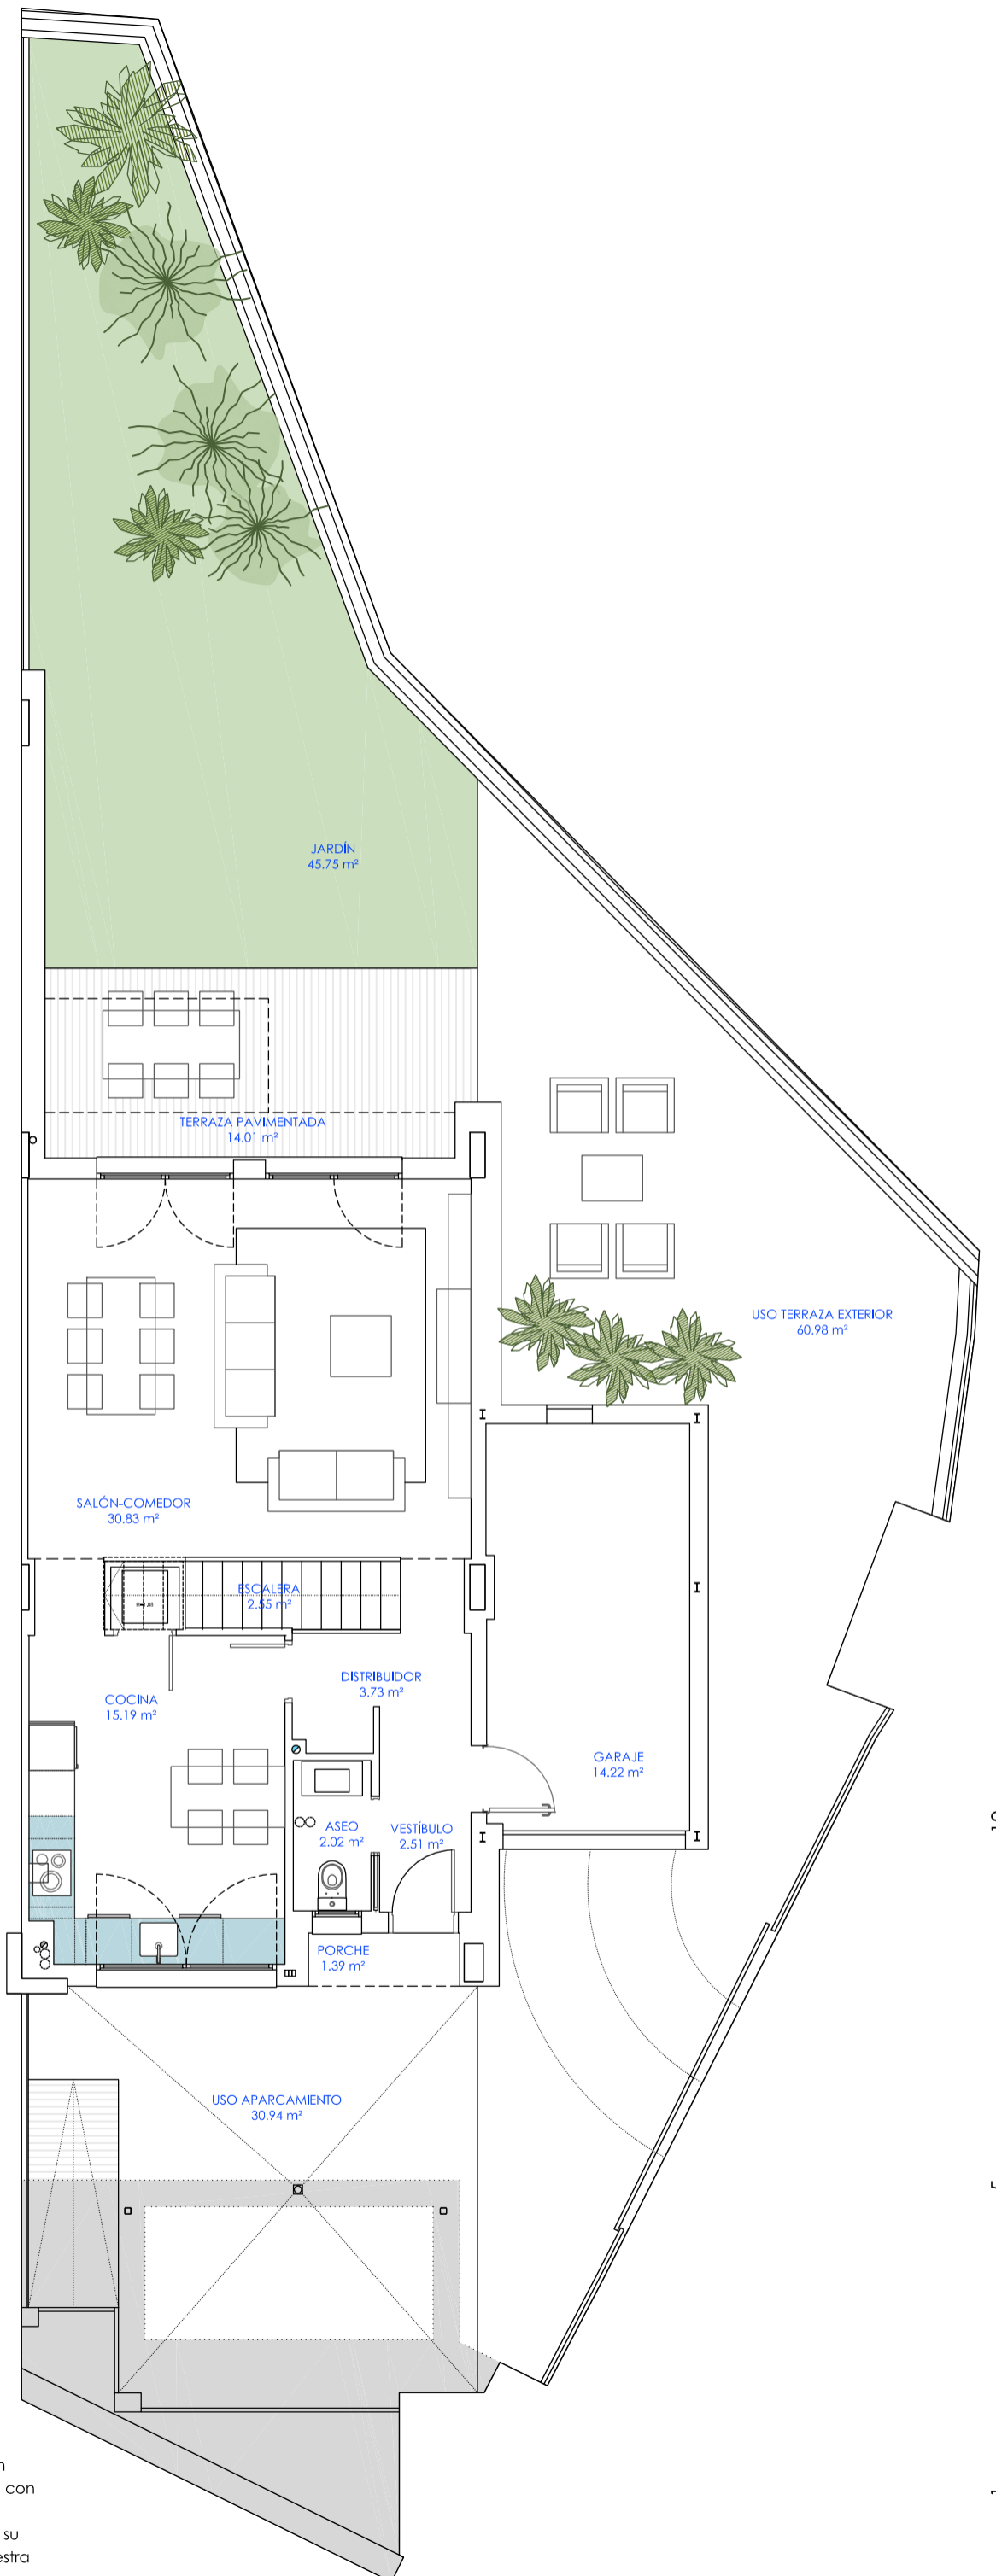 JARDÍN
45.75 m²
TERRAZA PAVIMENTADA
14.01 m²
USO TERRAZA EXTERIOR
60.98 m²
SALÓN-COMEDOR
30.83 m²
ESCALERA
2.55 m²
DISTRIBUIDOR
3.73 m²
COCINA
15.19 m²
GARAJE
14.22 m²
ASEO
2.02 m²
VESTÍBULO
2.51 m²
PORCHE
1.39 m²
USO APARCAMIENTO
30.94 m²
con
su